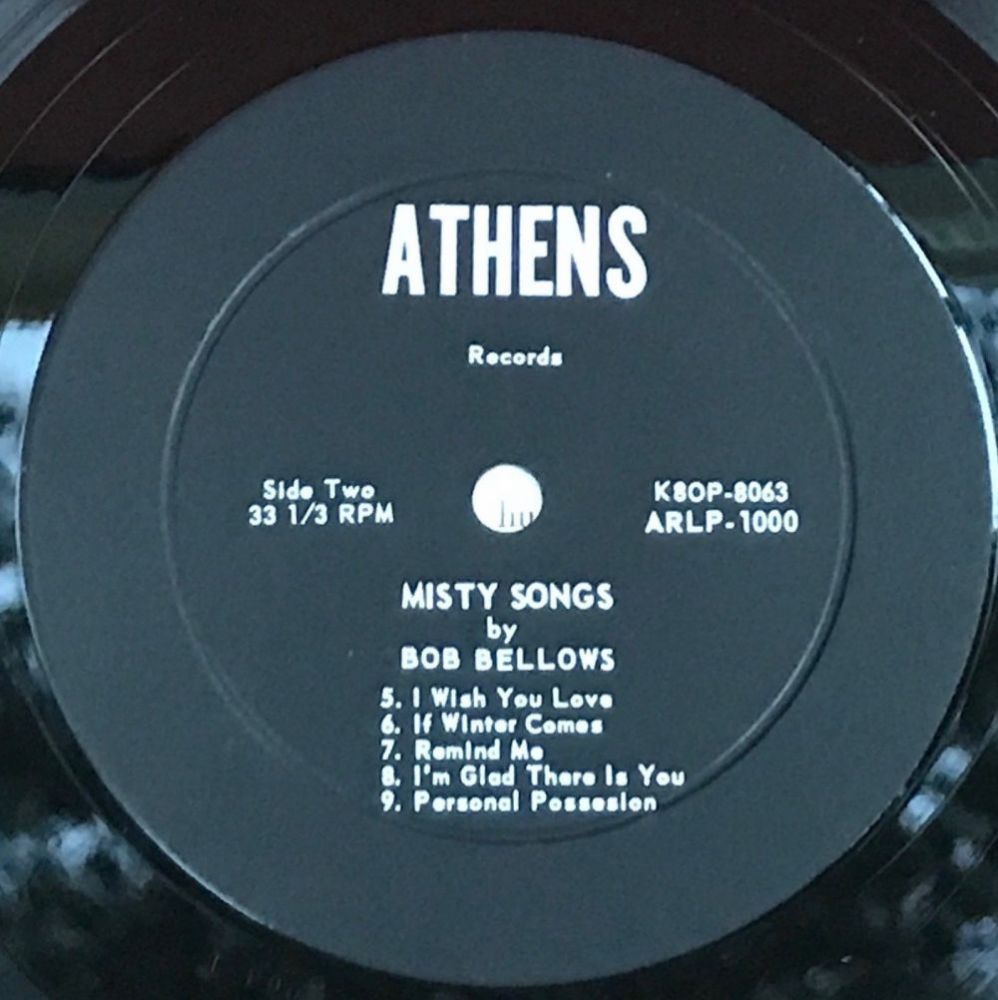 ATHENS
Records
Side Two
33 1/3 RPM
K8OP-8063
ARLP-1000
MISTY SONGS
by
BOB BELLOWS
5. I Wish You Love
6. If Winter Comes
7. Remind Me
8. I'm Glad There Is You
9. Personal Possesion